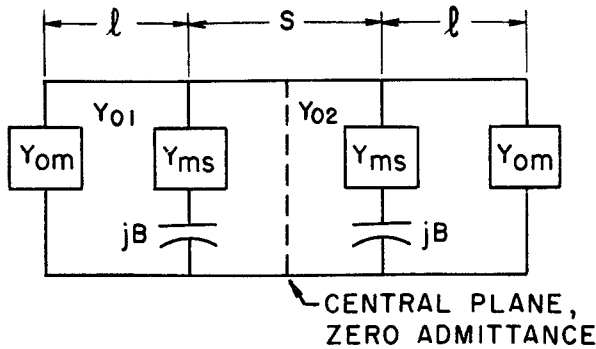 ℓ S ℓ
Y01 Y02
Yom Yms Yms Yom
jB jB
CENTRAL PLANE,
ZERO ADMITTANCE